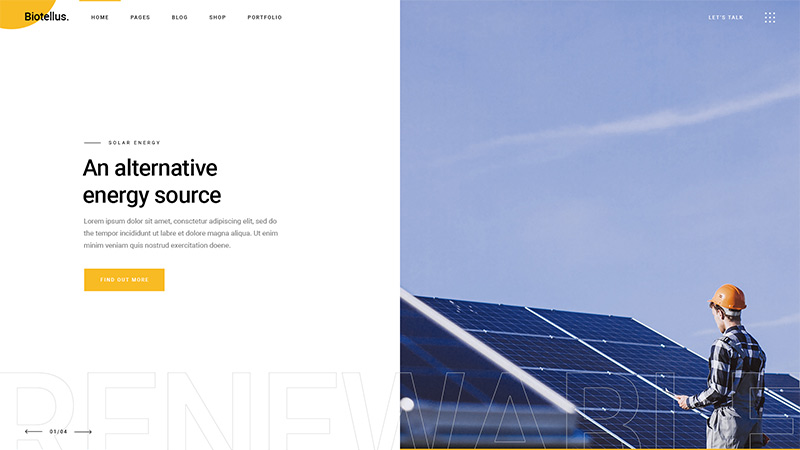 Biotellus.
HOME PAGES BLOG SHOP PORTFOLIO
LET'S TALK
SOLAR ENERGY
An alternative
energy source
Lorem ipsum dolor sit amet, consctetur adipiscing elit, sed do
the tempor incididunt ut labre et dolore magna aliqua. Ut enim
minim veniam quis nostrud exercitation doene.
FIND OUT MORE
RENEWABLE
01/04